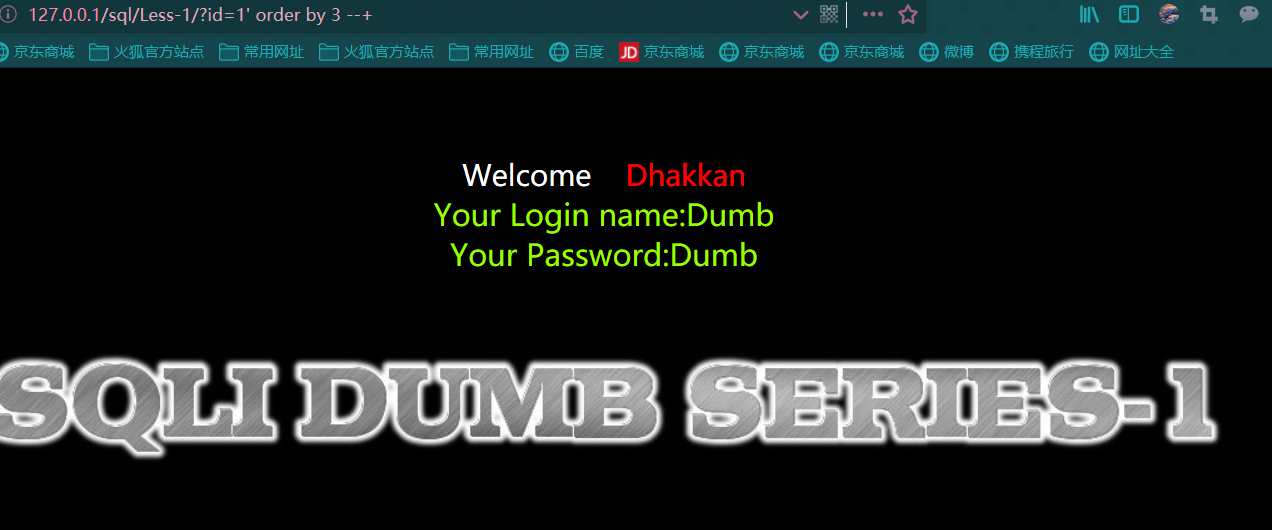 127.0.0.1/sql/Less-1/?id=1' order by 3 --+
京东商城 火狐官方站点 常用网址 火狐官方站点 常用网址 百度 JD 京东商城 京东商城 京东商城 微博 携程旅行 网址大全
Welcome Dhakkan
Your Login name:Dumb
Your Password:Dumb
SQLI DUMB SERIES-1